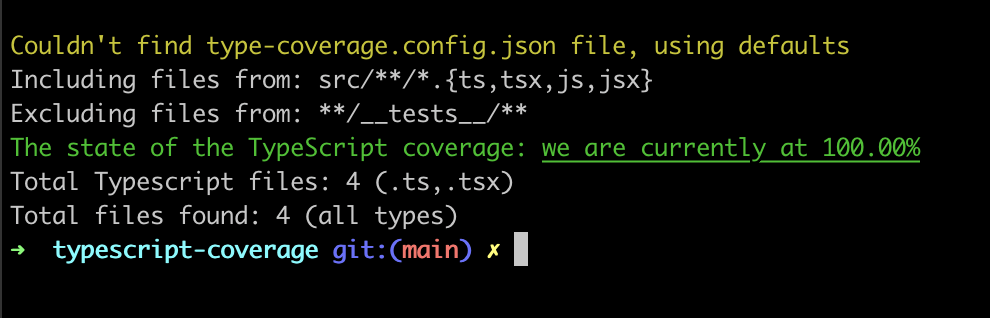 Couldn't find type-coverage.config.json file, using defaults
Including files from: src/**/*.{ts,tsx,js,jsx}
Excluding files from: **/__tests__/**
The state of the TypeScript coverage: we are currently at 100.00%
Total Typescript files: 4 (.ts,.tsx)
Total files found: 4 (all types)
➜  typescript-coverage git:(main) ✗